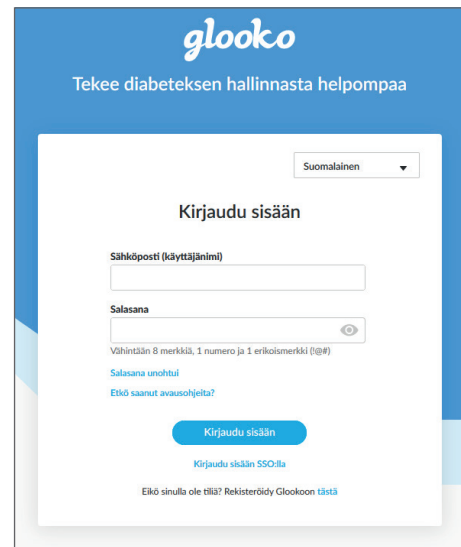 glooko
Tekee diabeteksen hallinnasta helpompaa
Suomalainen
Kirjaudu sisään
Sähköposti (käyttäjänimi)
Salasana
Vähintään 8 merkkiä, 1 numero ja 1 erikoismerkki (!@#)
Salasana unohtui
Etkö saanut avausohjeita?
Kirjaudu sisään
Kirjaudu sisään SSO:lla
Eikö sinulla ole tiliä? Rekisteröidy Glookoon tästä